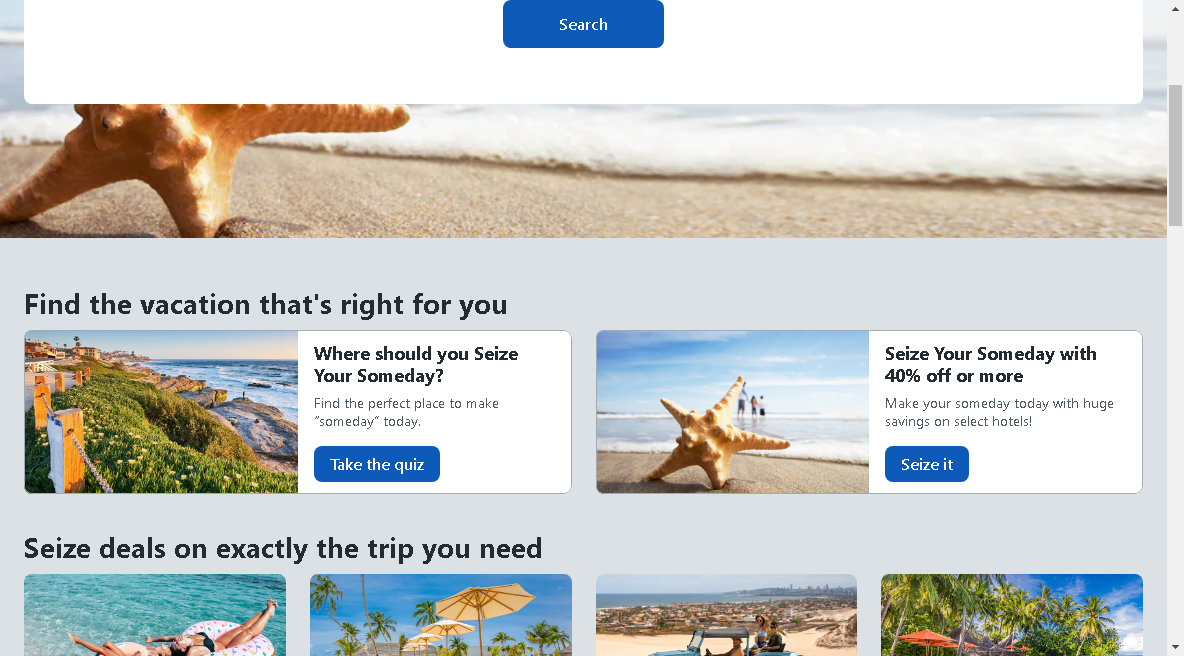 Search
Find the vacation that's right for you
Where should you Seize
Your Someday?
Find the perfect place to make
“someday” today.
Take the quiz
Seize Your Someday with
40% off or more
Make your someday today with huge
savings on select hotels!
Seize it
Seize deals on exactly the trip you need